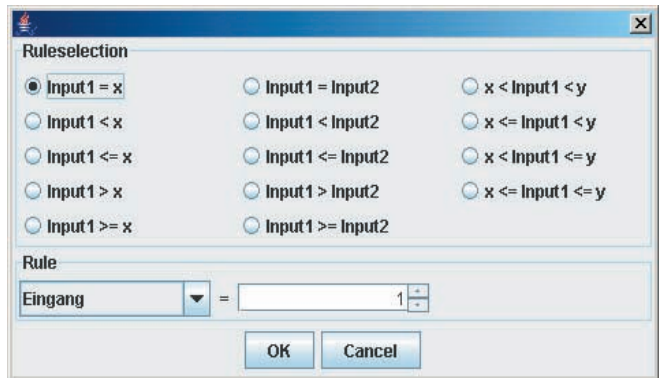 Ruleselection
Input1 = x Input1 = Input2 x < Input1 < y
Input1 < x Input1 < Input2 x <= Input1 < y
Input1 <= x Input1 <= Input2 x < Input1 <= y
Input1 > x Input1 > Input2 x <= Input1 <= y
Input1 >= x Input1 >= Input2
Rule
Eingang = 1
OK Cancel